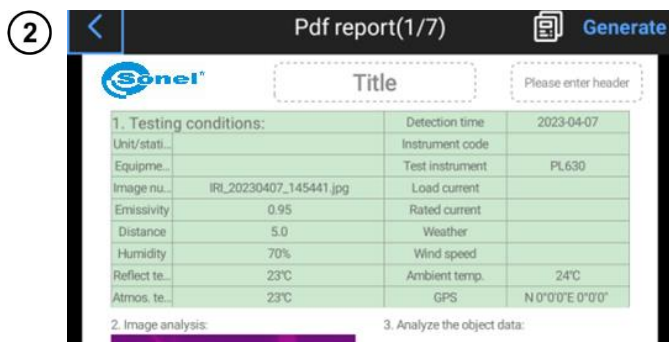 2
Pdf report(1/7) Generate
Sonel®
Title
Please enter header
1. Testing conditions: Detection time 2023-04-07
Unit/stati... Instrument code
Equipme... Test instrument PL630
Image nu... IRI_20230407_145441.jpg Load current
Emissivity 0.95 Rated current
Distance 5.0 Weather
Humidity 70% Wind speed
Reflect te... 23°C Ambient temp. 24°C
Atmos. te... 23°C GPS N 0°0'0"E 0°0'0"
2. Image analysis: 3. Analyze the object data: